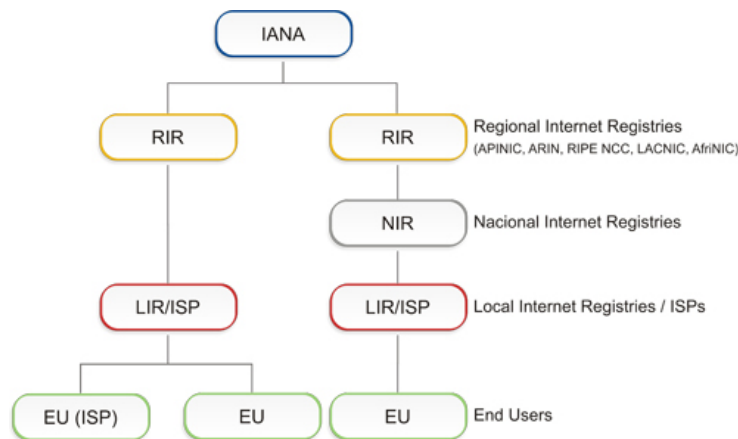 IANA
RIR
RIR
Regional Internet Registries
(APINIC, ARIN, RIPE NCC, LACNIC, AfriNIC)
NIR
Nacional Internet Registries
LIR/ISP
LIR/ISP
Local Internet Registries / ISPs
EU (ISP)
EU
EU
End Users